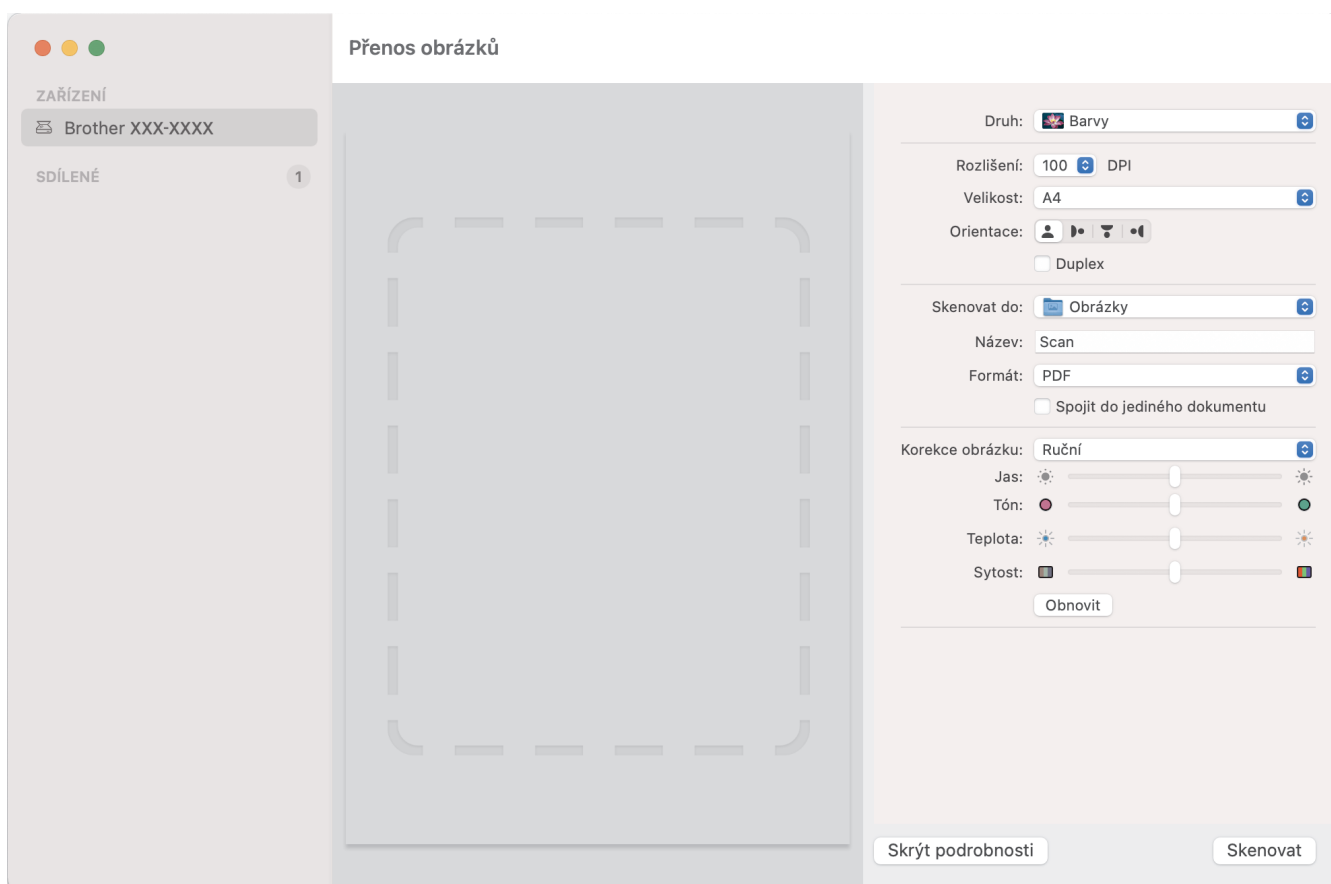 Přenos obrázků
ZAŘÍZENÍ
Brother XXX-XXXX
SDÍLENÉ 1
Druh: Barvy
Rozlišení: 100 DPI
Velikost: A4
Orientace:
Duplex
Skenovat do: Obrázky
Název: Scan
Formát: PDF
Spojit do jediného dokumentu
Korekce obrázku: Ruční
Jas:
Tón:
Teplota:
Sytost:
Obnovit
Skrýt podrobnosti Skenovat